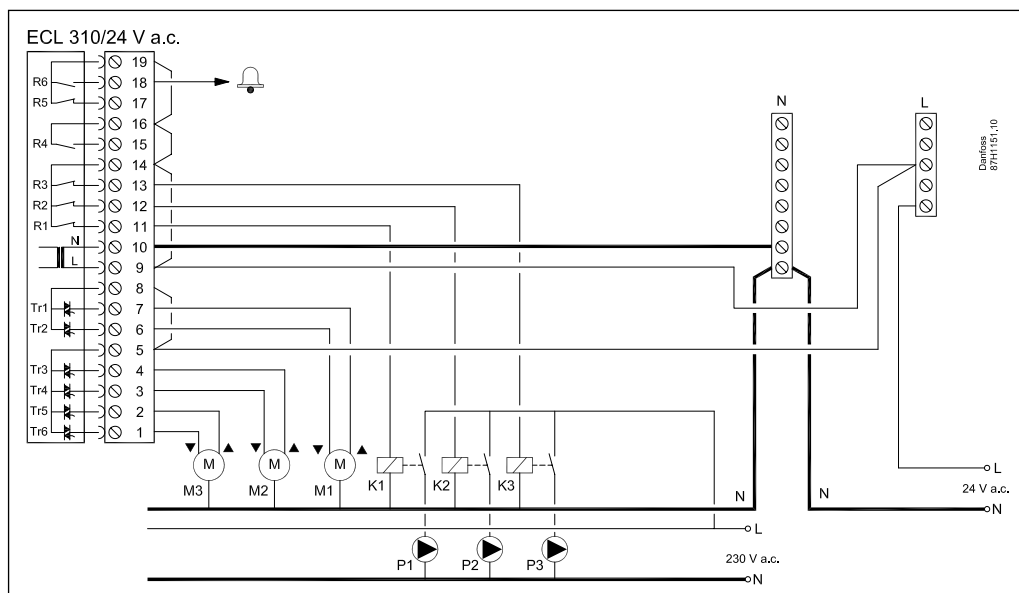 ECL 310/24 V a.c.
19
R6 18
R5 17
16
R4 15
14
R3 13
R2 12
R1 11
N 10
L 9
8
Tr1 7
Tr2 6
5
Tr3 4
Tr4 3
Tr5 2
Tr6 1
N
L
Danfoss
87H1151.10
M M M
M3 M2 M1 K1 K2 K3
L
24 V a.c.
N N N
L
P1 P2 P3
230 V a.c.
N